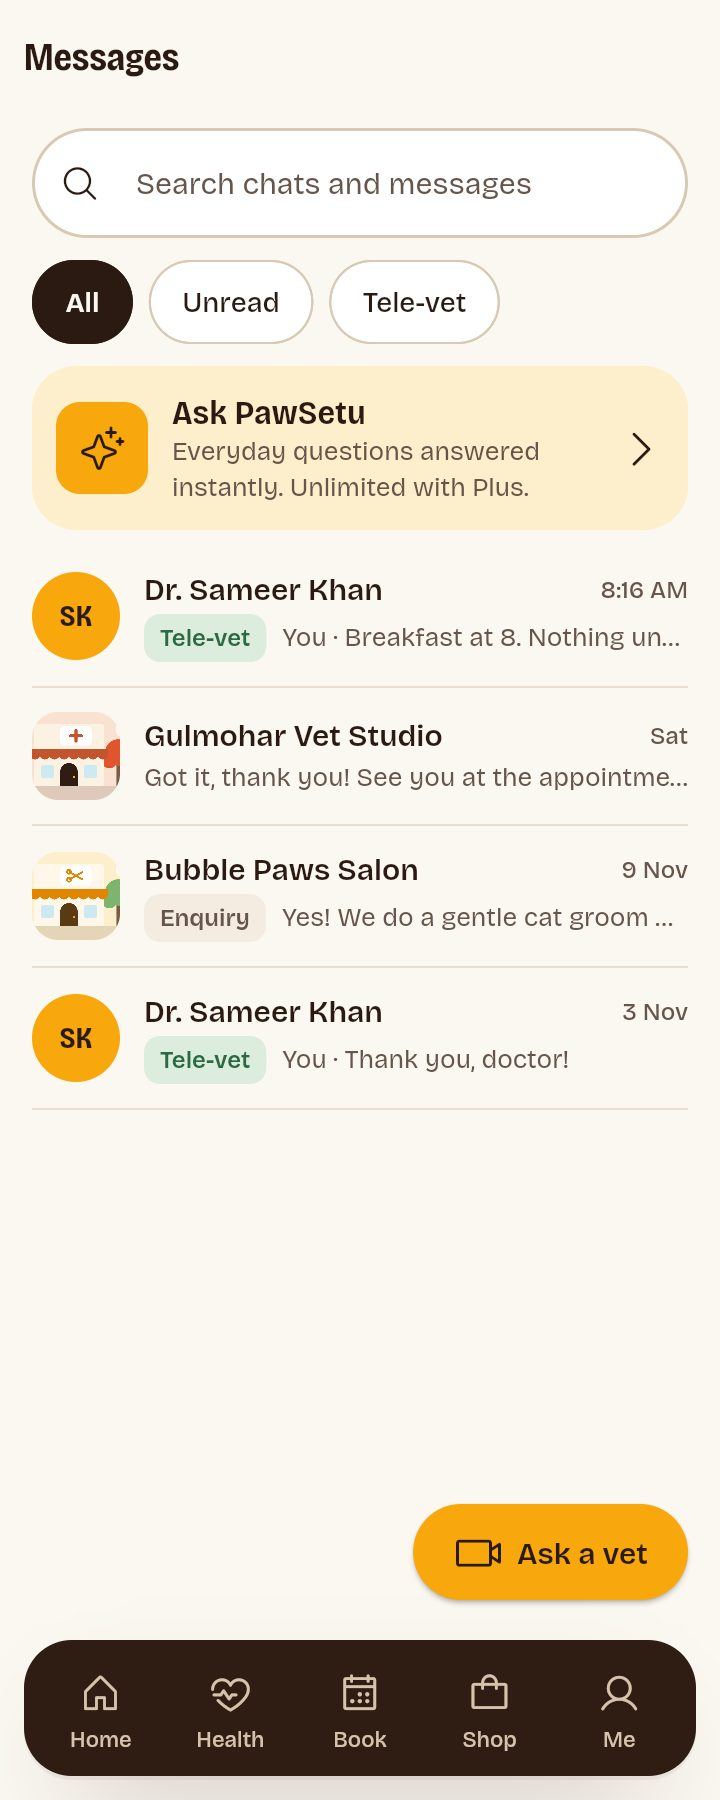 Messages
Search chats and messages
All
Unread
Tele-vet
Ask PawSetu
Everyday questions answered
instantly. Unlimited with Plus.
SK
Dr. Sameer Khan
8:16 AM
Tele-vet
You · Breakfast at 8. Nothing un...
Gulmohar Vet Studio
Sat
Got it, thank you! See you at the appointme...
Bubble Paws Salon
9 Nov
Enquiry
Yes! We do a gentle cat groom ...
SK
Dr. Sameer Khan
3 Nov
Tele-vet
You · Thank you, doctor!
Ask a vet
Home
Health
Book
Shop
Me